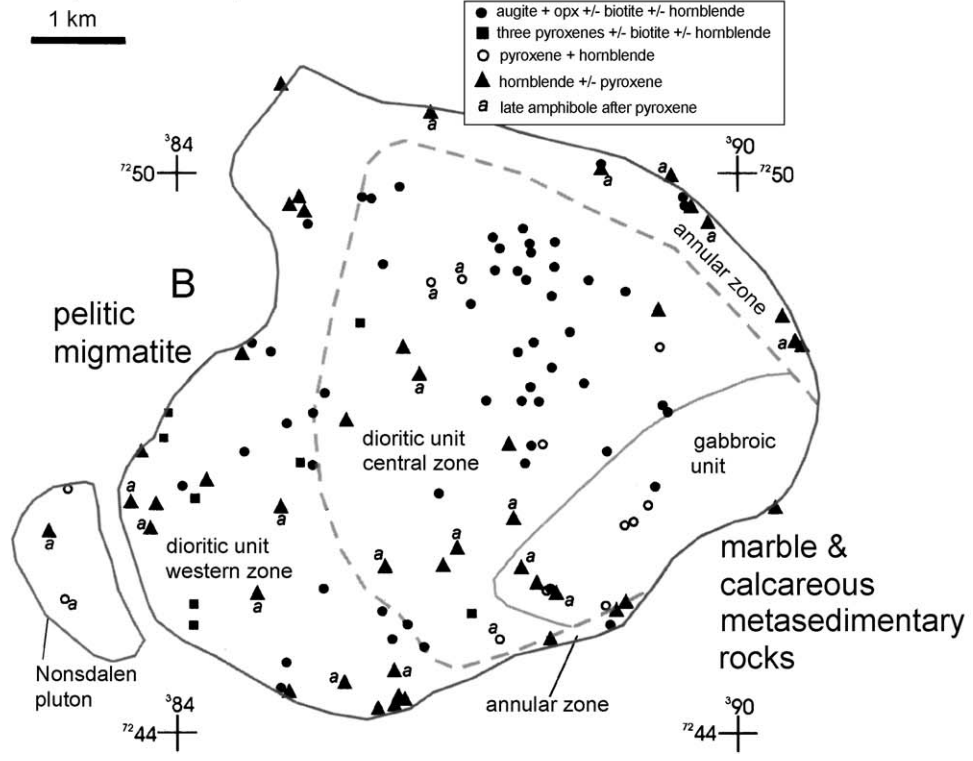 1 km
augite + opx +/- biotite +/- hornblende
three pyroxenes +/- biotite +/- hornblende
pyroxene + hornblende
hornblende +/- pyroxene
a late amphibole after pyroxene
³84
⁷²50
³90
⁷²50
a
a
a
a
annular zone
B
pelitic
migmatite
a
a
a
a
dioritic unit
central zone
gabbroic
unit
a
a
a
a
a
a
a
a
a
dioritic unit
western zone
a
a
a
marble &
calcareous
metasedimentary
rocks
a
a
a
Nonsdalen
pluton
annular zone
³84
⁷²44
³90
⁷²44